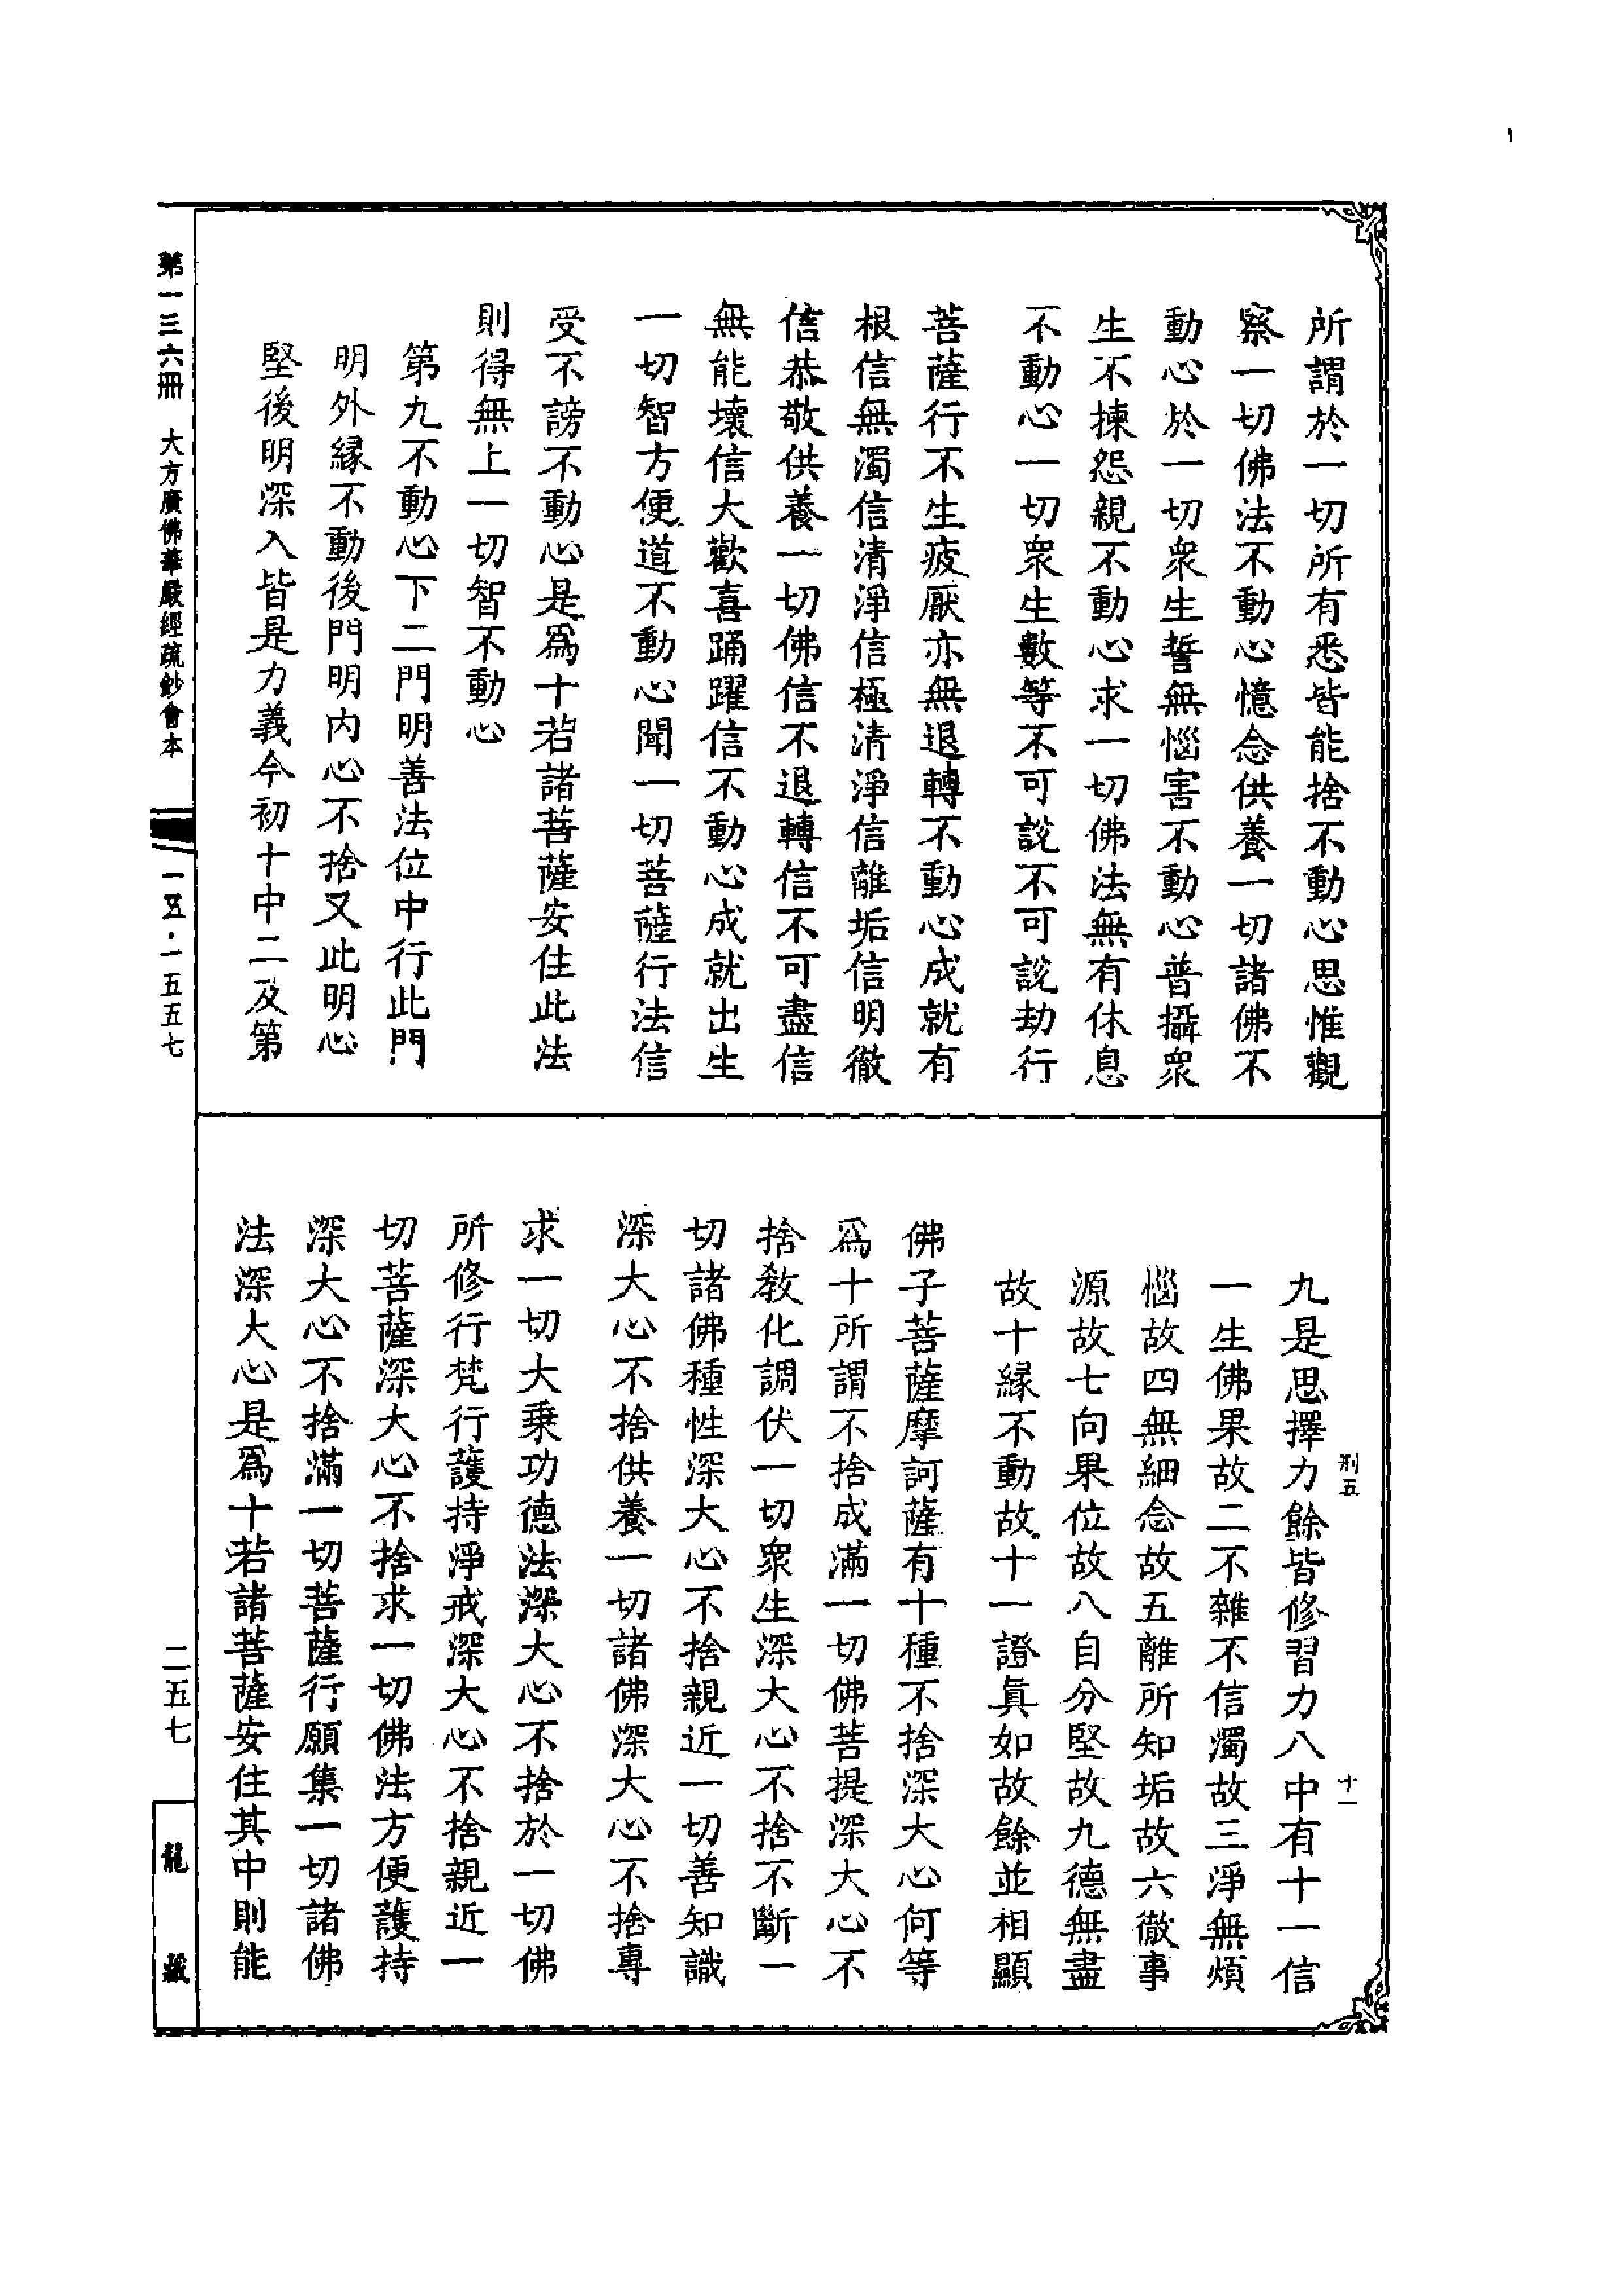 所謂於一切所有悉皆能捨不動心思惟觀
察一切佛法不動心憶念供養一切諸佛不
動心於一切衆生誓無惱害不動心普攝衆
生不揀怨親不動心求一切佛法無有休息
不動心一切衆生數等不可說不可說劫行
菩薩行不生疲厭亦無退轉不動心成就有
根信無濁信清淨信極清淨信離垢信明徹
信恭敬供養一切佛信不退轉信不可盡信
無能壞信大歡喜踊躍信不動心成就出生
一切智方便道不動心聞一切菩薩行法信
受不謗不動心是爲十若諸菩薩安住此法
則得無上一切智不動心
第九不動心下二門明善法位中行此門
明外緣不動後門明內心不捨又此明心
堅後明深入皆是力義今初十中二及第
九是思擇力餘皆修習力八中有十一信
一生佛果故二不雜不信濁故三淨無煩
惱故四無細念故五離所知垢故六徹事
源故七向果位故八自分堅故九德無盡
故十緣不動故十一證眞如故餘並相顯
佛子菩薩摩訶薩有十種不捨深大心何等
爲十所謂不捨成滿一切佛菩提深大心不
捨教化調伏一切衆生深大心不捨不斷一
切諸佛種性深大心不捨親近一切善知識
深大心不捨供養一切諸佛深大心不捨專
求一切大乘功德法深大心不捨於一切佛
所修行梵行護持淨戒深大心不捨親近一
切菩薩深大心不捨求一切佛法方便護持
深大心不捨滿一切菩薩行願集一切諸佛
法深大心是爲十若諸菩薩安住其中則能
刑五
十一
第一三六冊 大方廣佛華嚴經疏鈔會本
一五·一五五七
二五七
龍藏